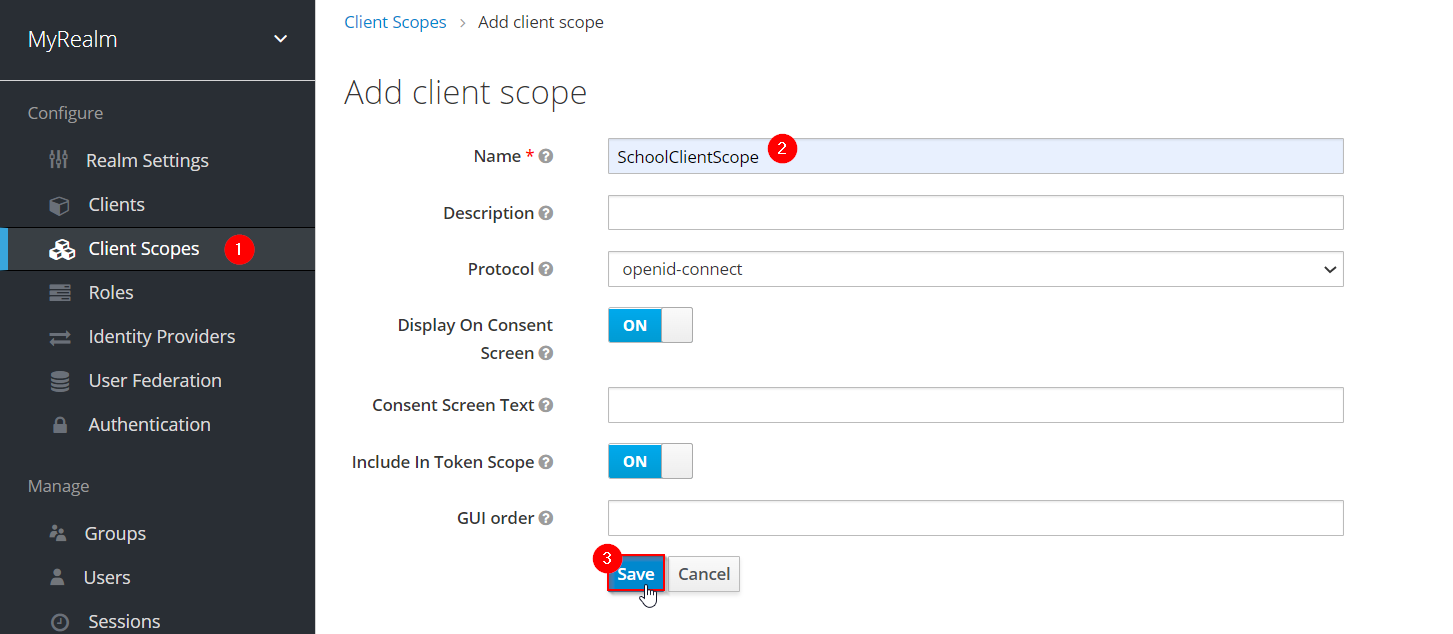 MyRealm
Configure
Realm Settings
Clients
Client Scopes 1
Roles
Identity Providers
User Federation
Authentication
Manage
Groups
Users
Sessions
Client Scopes > Add client scope
Add client scope
Name * ? SchoolClientScope 2
Description ?
Protocol ? openid-connect
Display On Consent
Screen ? ON
Consent Screen Text ?
Include In Token Scope ? ON
GUI order ?
3 Save Cancel